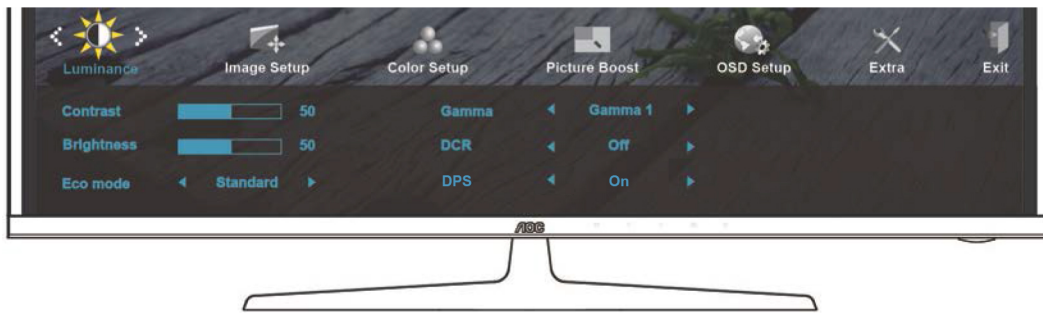 Luminance Image Setup Color Setup Picture Boost OSD Setup Extra Exit
Contrast 50 Gamma Gamma 1
Brightness 50 DCR Off
Eco mode Standard DPS On
AOC